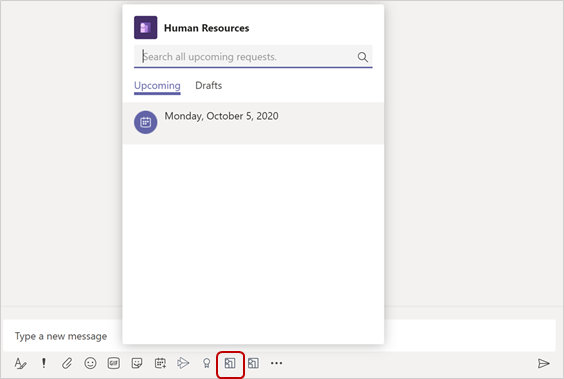 Human Resources
Search all upcoming requests.
Upcoming Drafts
Monday, October 5, 2020
Type a new message
GIF